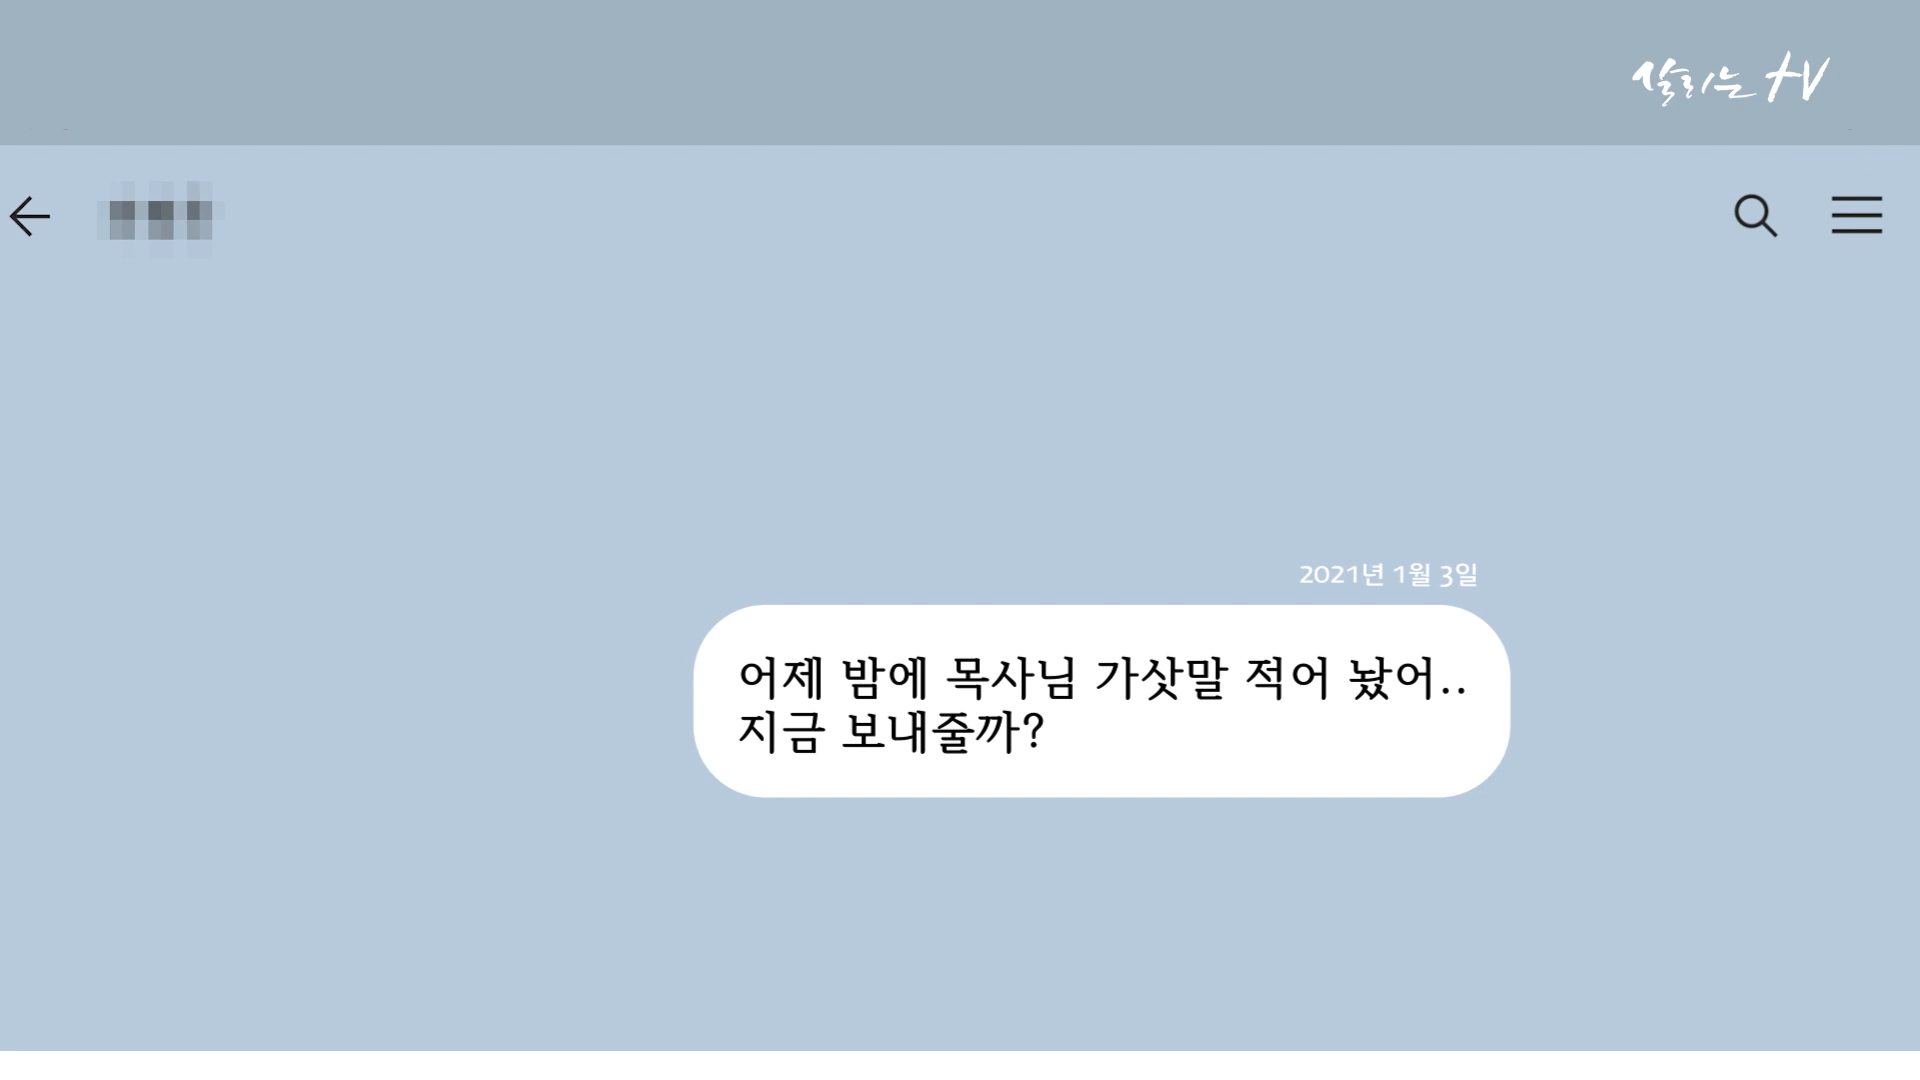 살리는 TV
2021년 1월 3일
어제 밤에 목사님 가삿말 적어 놨어..
지금 보내줄까?